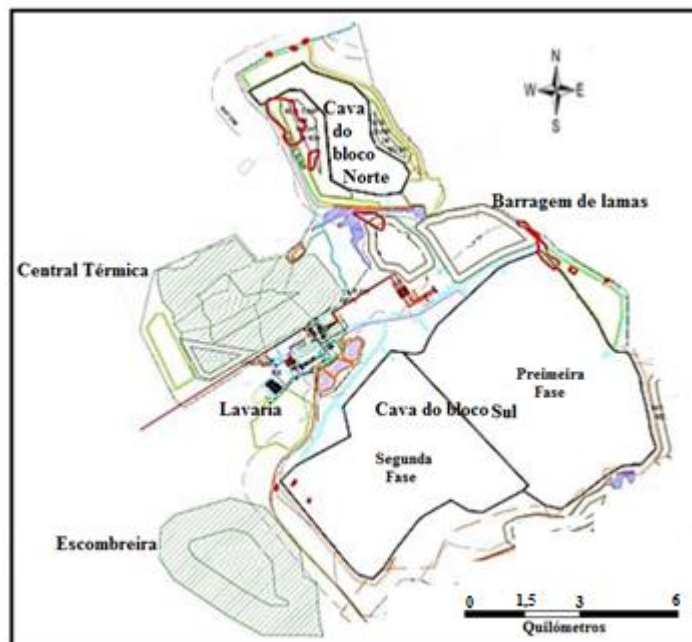 N
W E
S
Cava
do
bloco
Norte
Barragem de lamas
Central Térmica
Preimeira
Fase
Lavaria
Cava do bloco Sul
Segunda
Fase
Escombreira
0 1,5 3 6
Quilómetros